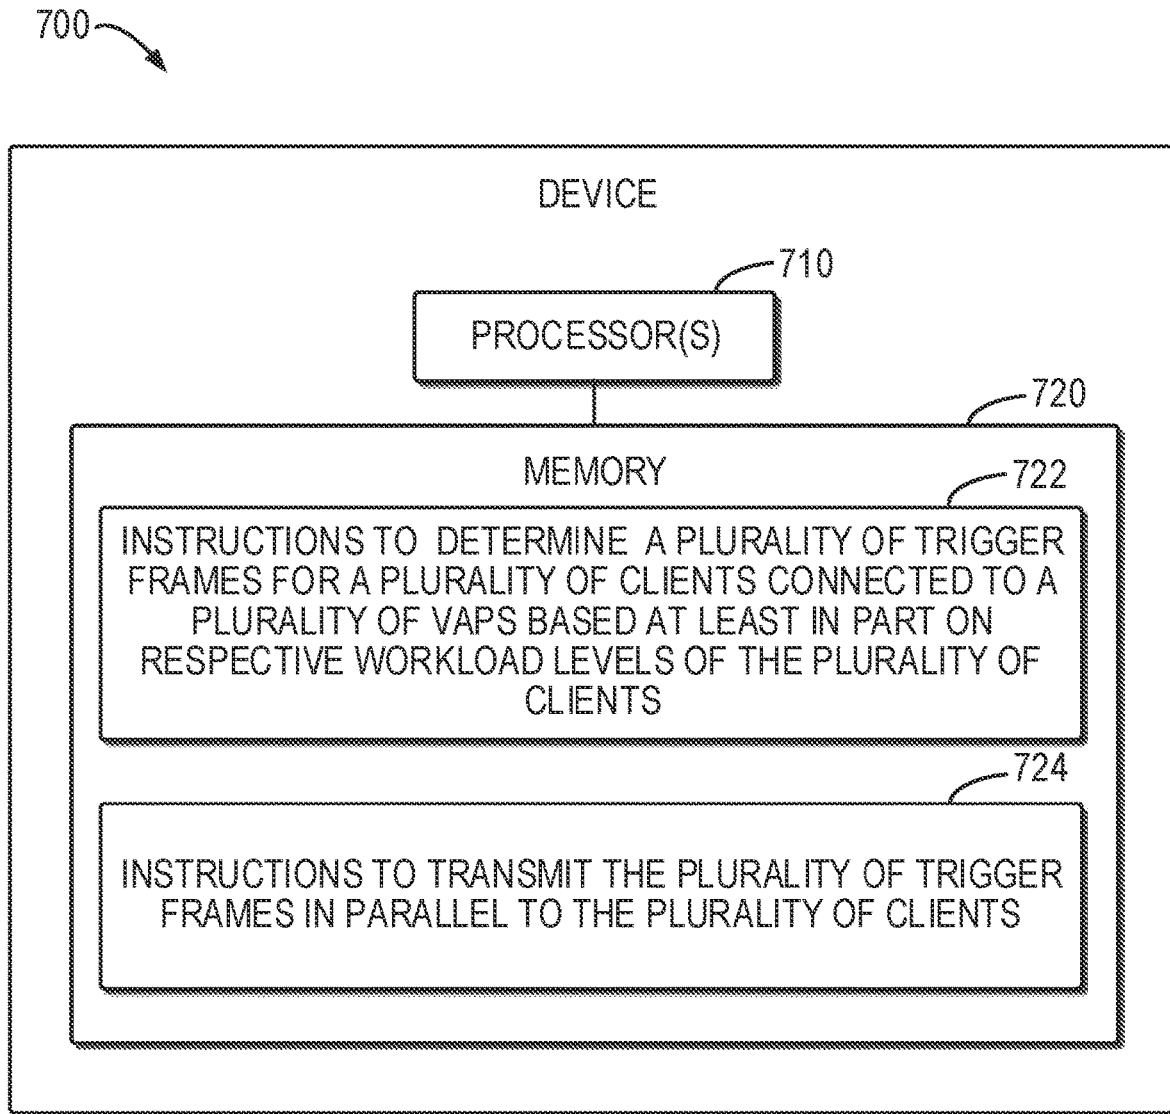 700
DEVICE
710
PROCESSOR(S)
720
MEMORY
722
INSTRUCTIONS TO DETERMINE A PLURALITY OF TRIGGER
FRAMES FOR A PLURALITY OF CLIENTS CONNECTED TO A
PLURALITY OF VAPS BASED AT LEAST IN PART ON
RESPECTIVE WORKLOAD LEVELS OF THE PLURALITY OF
CLIENTS
724
INSTRUCTIONS TO TRANSMIT THE PLURALITY OF TRIGGER
FRAMES IN PARALLEL TO THE PLURALITY OF CLIENTS